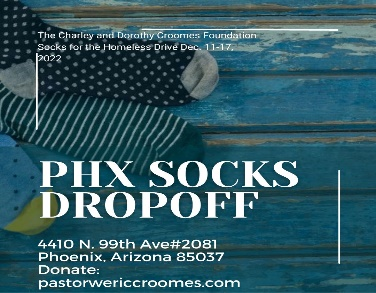 The Charley and Dorothy Croomes Foundation
Socks for the Homeless Drive Dec. 11-17,
2022
PHX SOCKS
DROPOFF
4410 N. 99th Ave#2081
Phoenix, Arizona 85037
Donate:
pastorwericcroomes.com